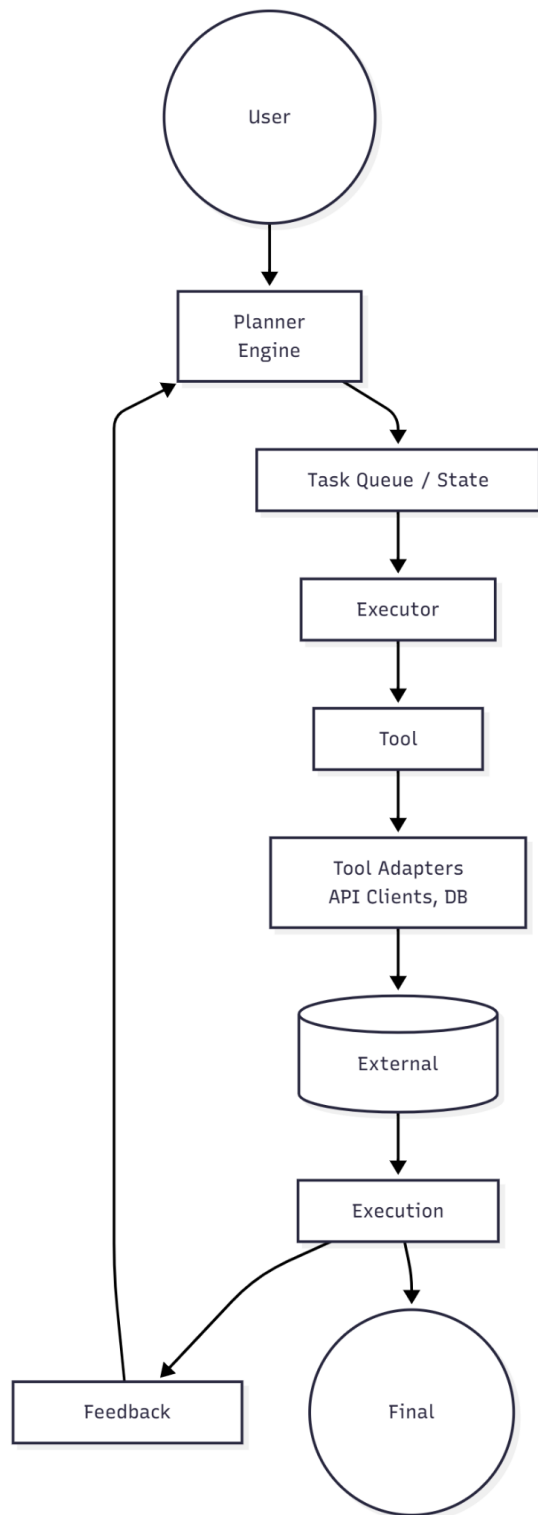 User
Planner
Engine
Task Queue / State
Executor
Tool
Tool Adapters
API Clients, DB
External
Execution
Feedback
Final